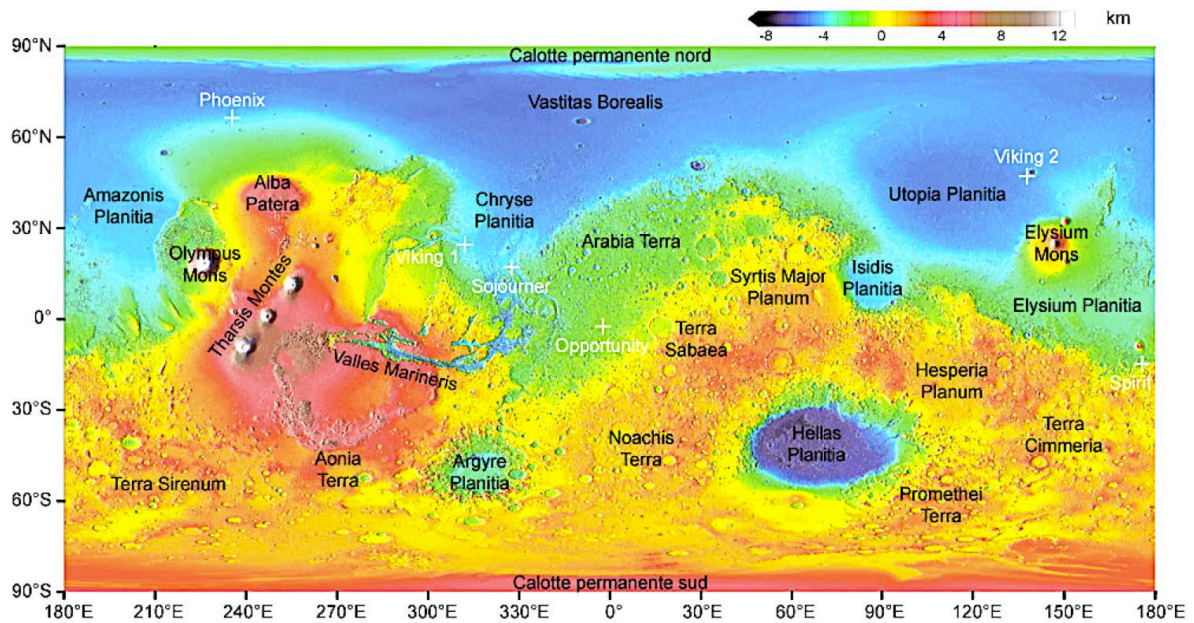 km
-8 -4 0 4 8 12
90°N
Calotte permanente nord
Phoenix
Vastitas Borealis
60°N
Viking 2
Alba
Patera
Amazonis
Planitia
Chryse
Planitia
Utopia Planitia
30°N
Olympus
Mons
Viking 1
Arabia Terra
Elysium
Mons
Sojourner
Syrtis Major
Planum
Isidis
Planitia
Elysium Planitia
Tharsis Montes
0°
Opportunity
Terra
Sabaea
Valles Marineris
Hesperia
Planum
Spirit
30°S
Noachis
Terra
Hellas
Planitia
Terra
Cimmeria
Terra Sirenum
Aonia
Terra
Argyre
Planitia
60°S
Promethei
Terra
Calotte permanente sud
90°S
180°E 210°E 240°E 270°E 300°E 330°E 0° 30°E 60°E 90°E 120°E 150°E 180°E